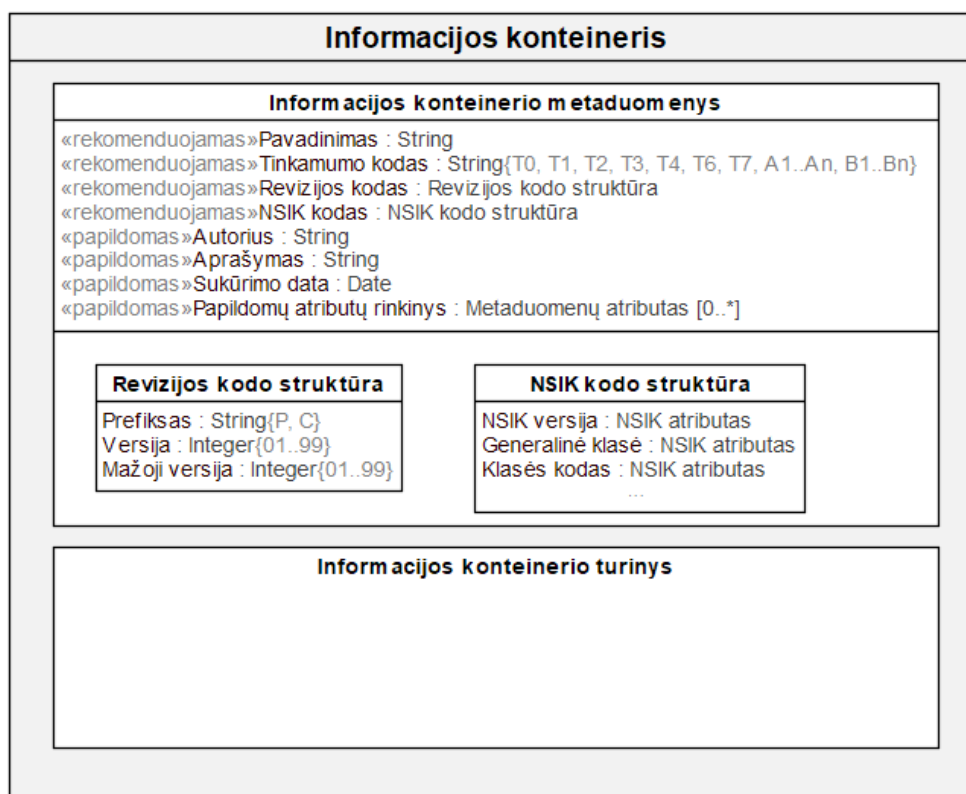 Informacijos konteineris
Informacijos konteinerio metaduomenys
«rekomenduojamas»Pavadinimas : String
«rekomenduojamas»Tinkamumo kodas : String{T0, T1, T2, T3, T4, T6, T7, A1..An, B1..Bn}
«rekomenduojamas»Revizijos kodas : Revizijos kodo struktūra
«rekomenduojamas»NSIK kodas : NSIK kodo struktūra
«papildomas»Autorius : String
«papildomas»Aprašymas : String
«papildomas»Sukūrimo data : Date
«papildomas»Papildomų atributų rinkinys : Metaduomenų atributas [0..*]
Revizijos kodo struktūra
Prefiksas : String{P, C}
Versija : Integer{01..99}
Mažoji versija : Integer{01..99}
NSIK kodo struktūra
NSIK versija : NSIK atributas
Generalinė klasė : NSIK atributas
Klasės kodas : NSIK atributas
...
Informacijos konteinerio turinys